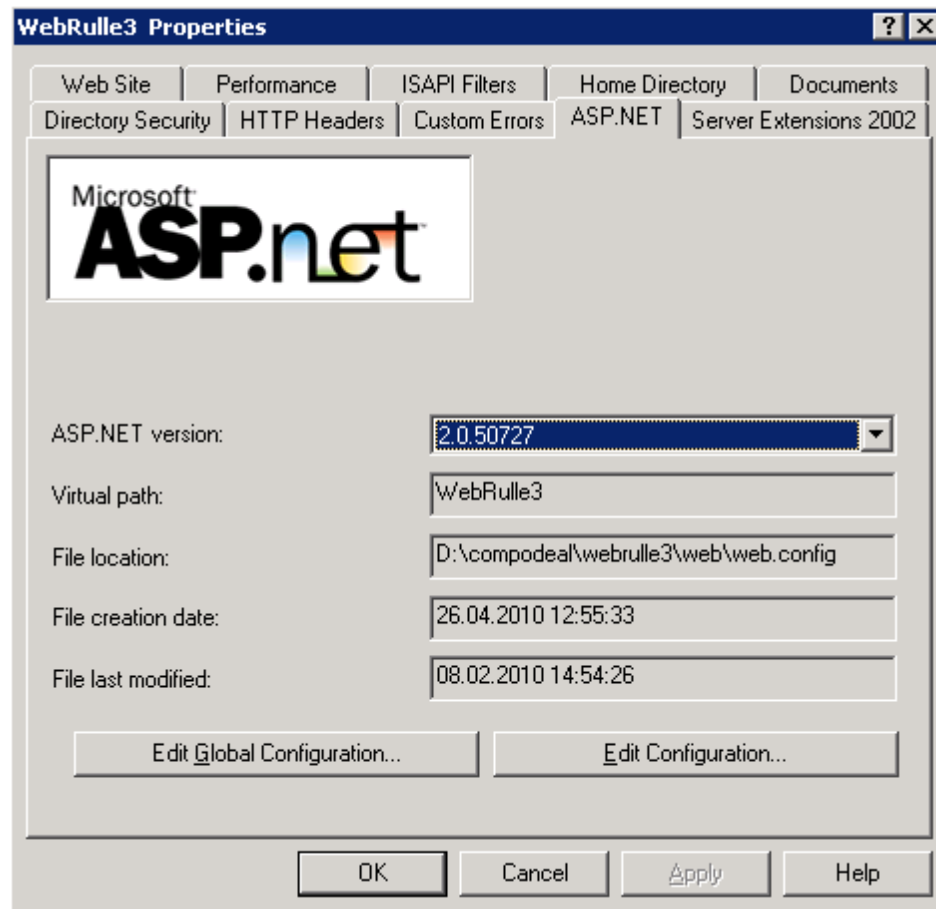 WebRulle3 Properties
Web Site Performance ISAPI Filters Home Directory Documents
Directory Security HTTP Headers Custom Errors ASP.NET Server Extensions 2002
Microsoft
ASP.net
ASP.NET version: 2.0.50727
Virtual path: WebRulle3
File location: D:\compodeal\webrulle3\web\web.config
File creation date: 26.04.2010 12:55:33
File last modified: 08.02.2010 14:54:26
Edit Global Configuration... Edit Configuration...
OK Cancel Apply Help